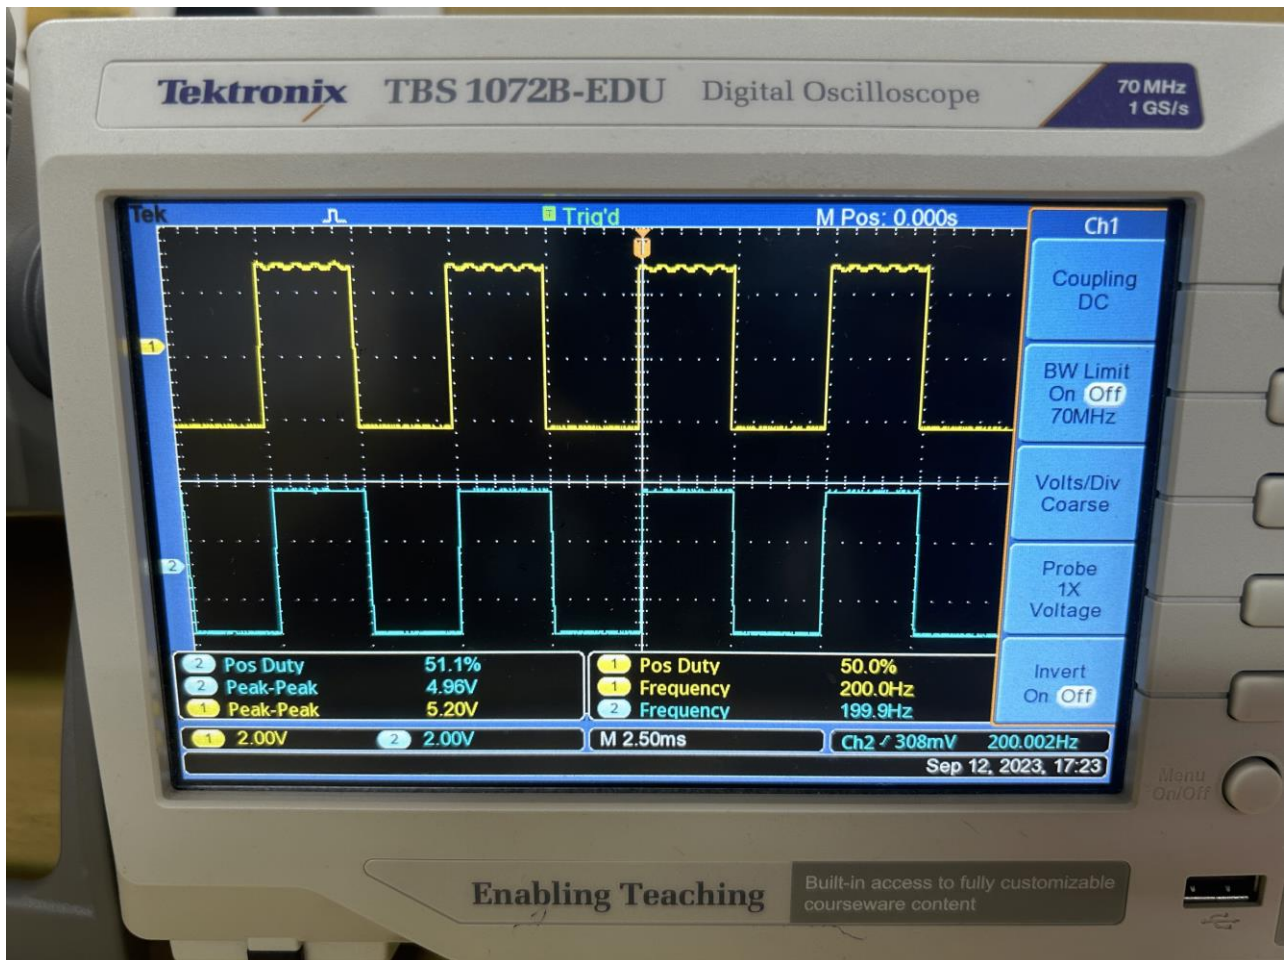 Tektronix TBS 1072B-EDU Digital Oscilloscope
70 MHz
1 GS/s
Tek Trig'd M Pos: 0.000s
T
1
2
Ch1
Coupling
DC
BW Limit
On Off
70MHz
Volts/Div
Coarse
Probe
1X
Voltage
Invert
On Off
2 Pos Duty 51.1%
2 Peak-Peak 4.96V
1 Peak-Peak 5.20V
1 Pos Duty 50.0%
1 Frequency 200.0Hz
2 Frequency 199.9Hz
1 2.00V 2 2.00V M 2.50ms Ch2 308mV 200.002Hz
Sep 12, 2023, 17:23
Menu
On/Off
Enabling Teaching
Built-in access to fully customizable
courseware content